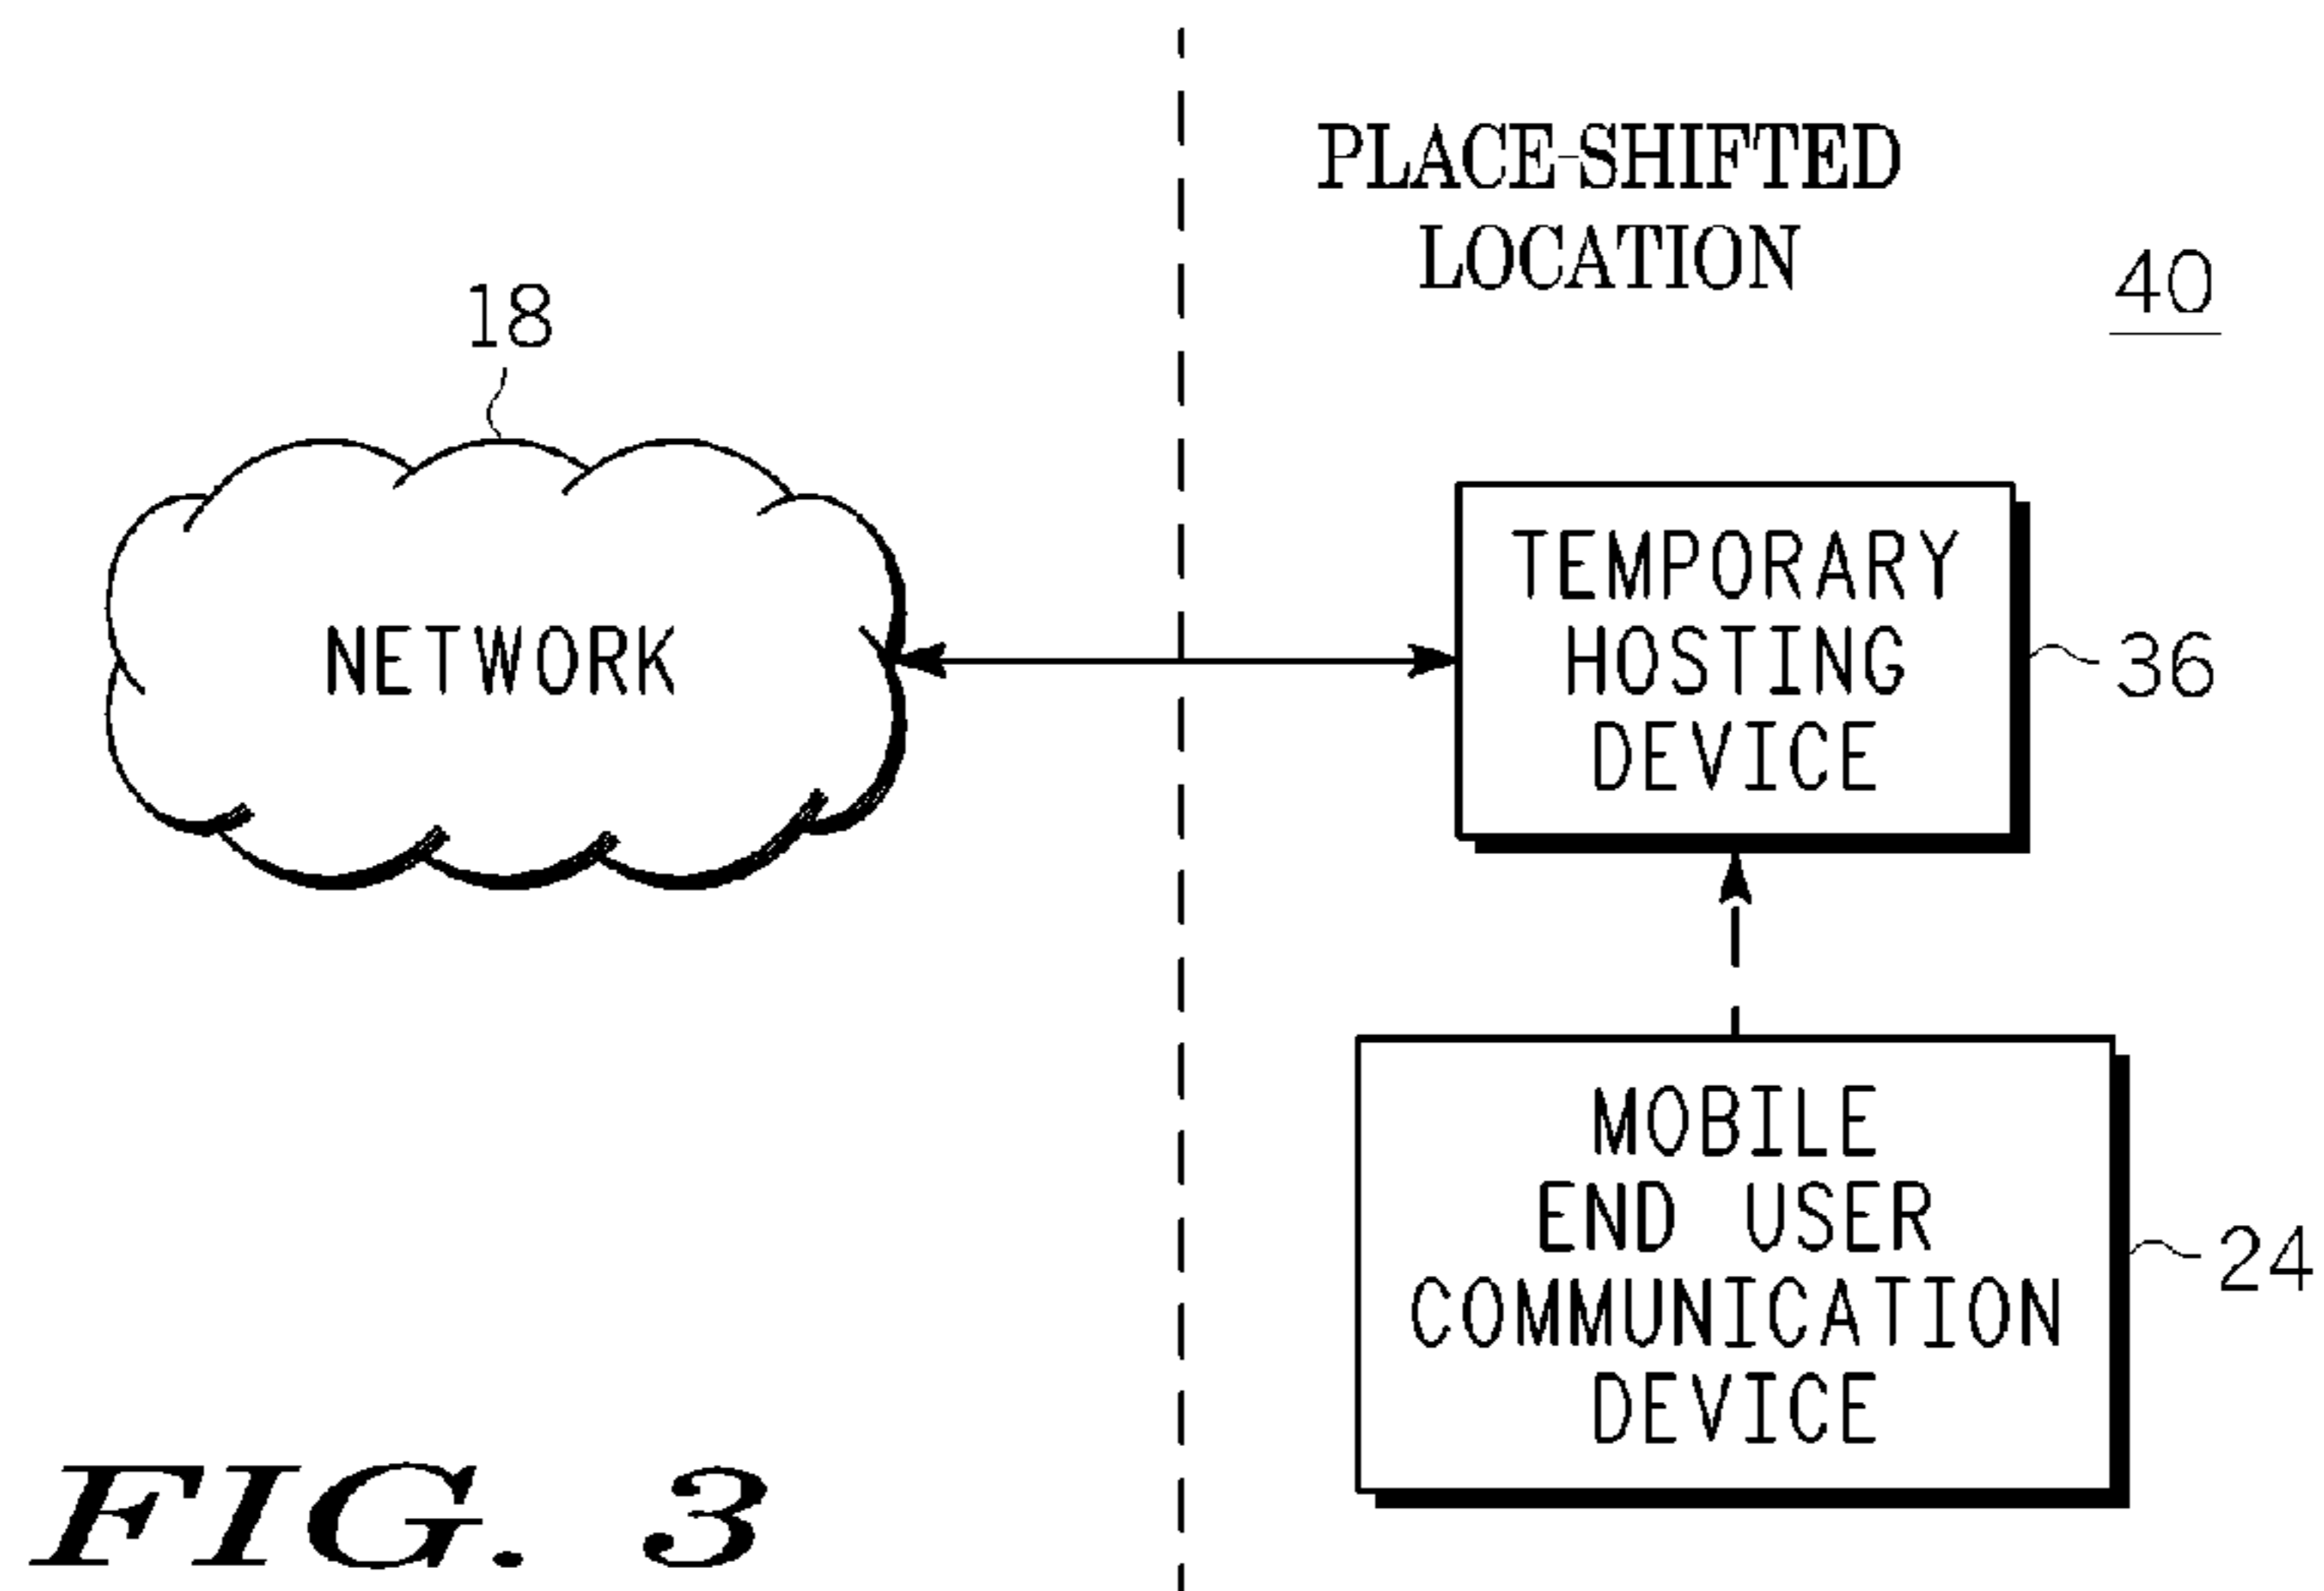 PLACE-SHIFTED
LOCATION
40
18
NETWORK
TEMPORARY
HOSTING
DEVICE
36
MOBILE
END USER
COMMUNICATION
DEVICE
24
FIG. 3